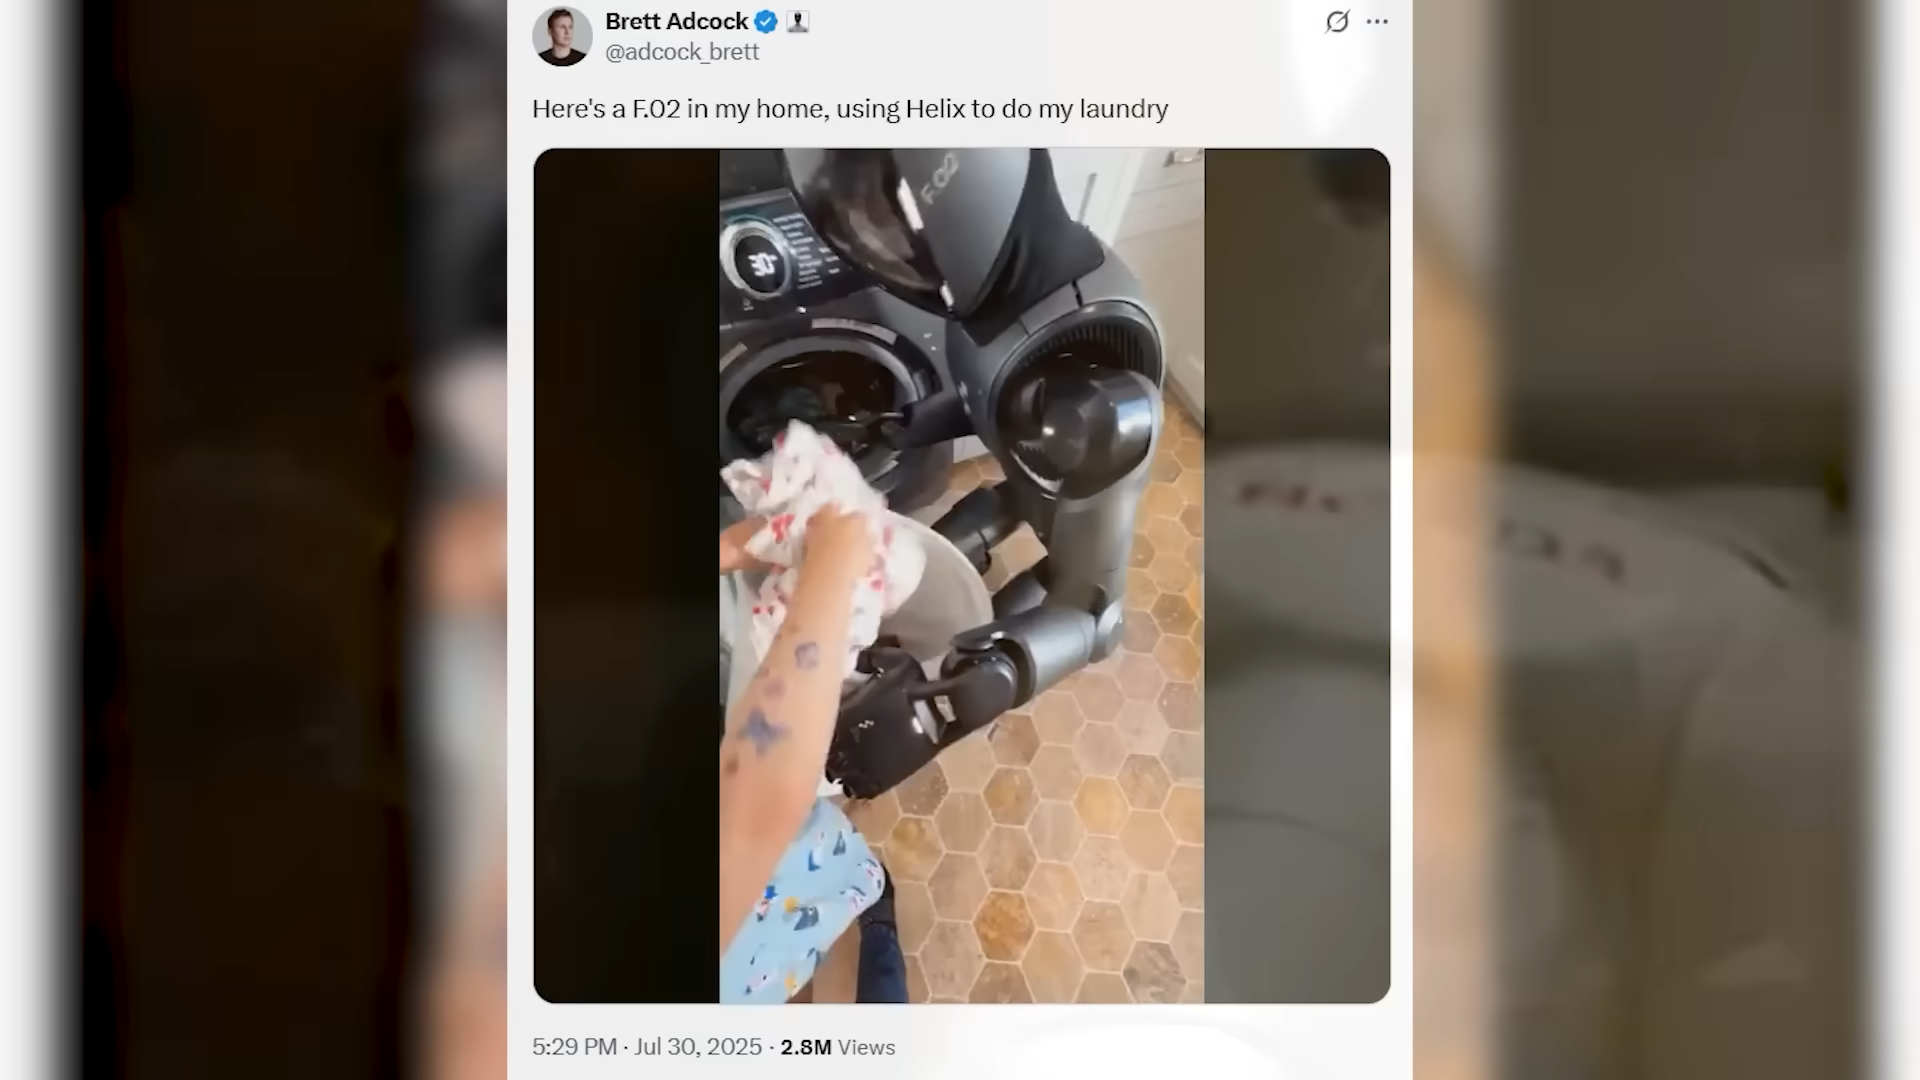 Brett Adcock
@adcock_brett
Here's a F.02 in my home, using Helix to do my laundry
F.02
30
5:29 PM · Jul 30, 2025 · 2.8M Views